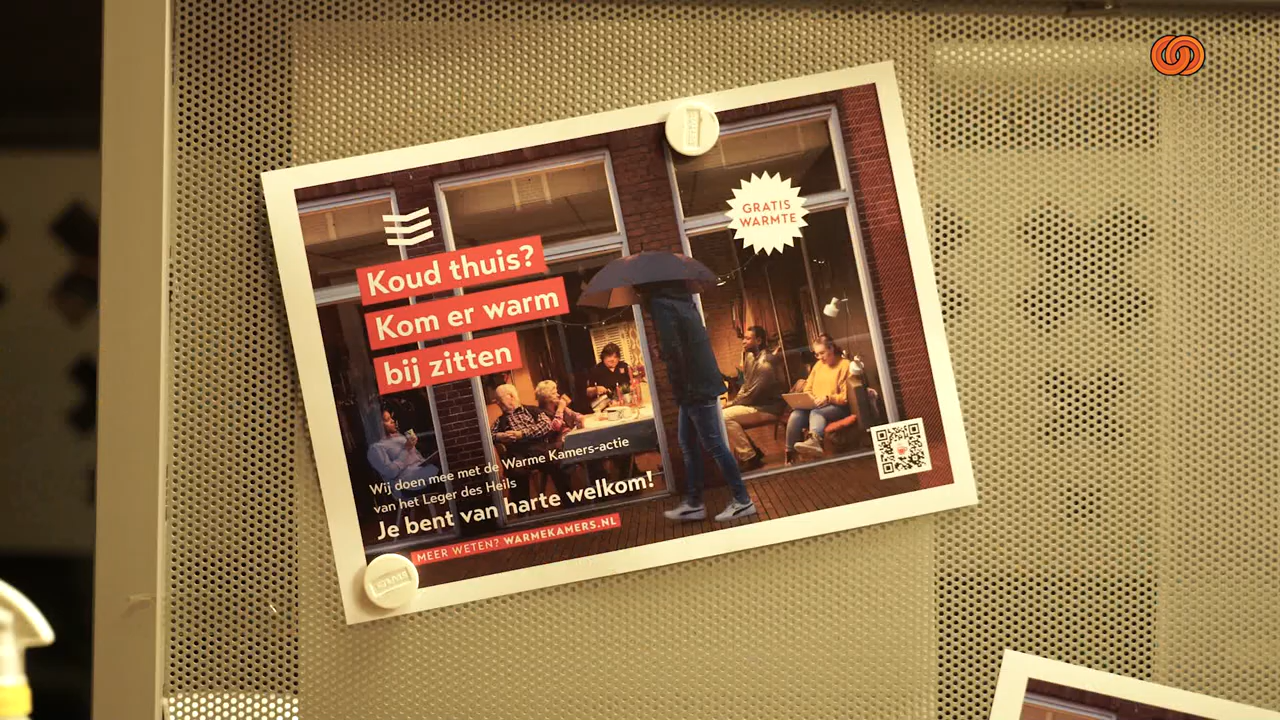 GRATIS
WARMTE
Koud thuis?
Kom er warm
bij zitten
Wij doen mee met de Warme Kamers-actie
van het Leger des Heils
Je bent van harte welkom!
MEER WETEN? WARMEKAMERS.NL